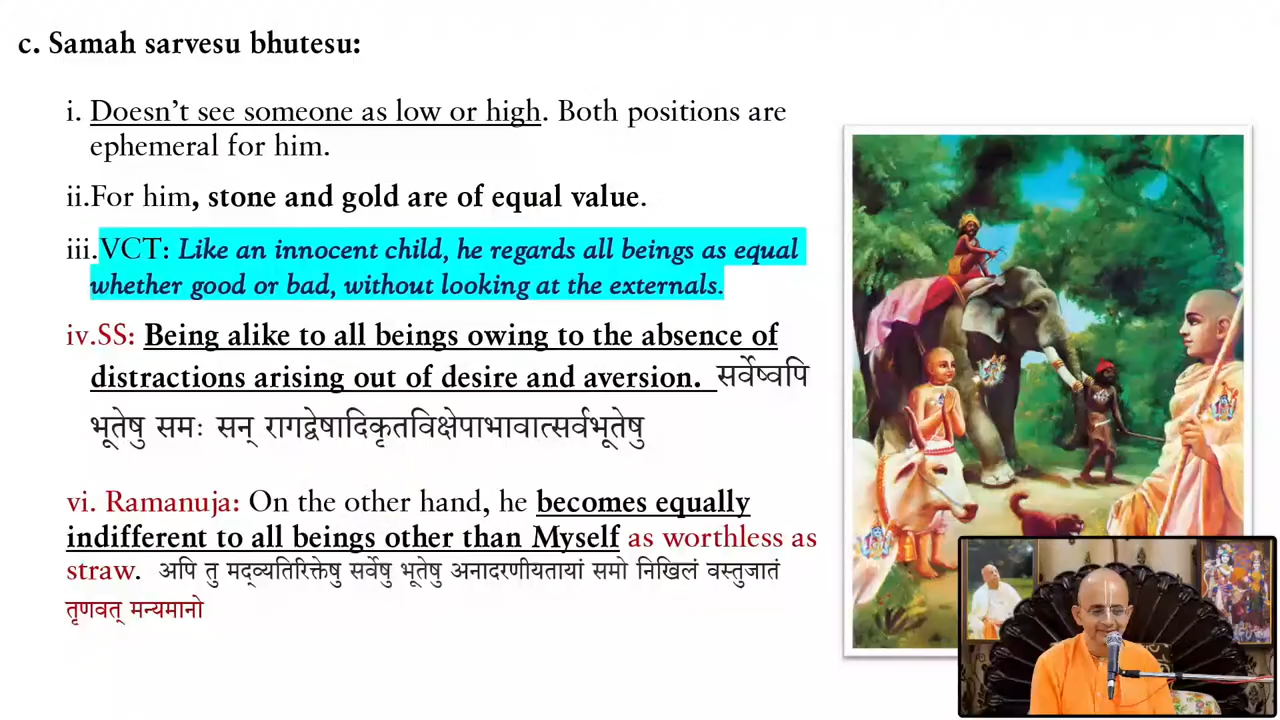 c. Samah sarvesu bhutesu:
i. Doesn’t see someone as low or high. Both positions are
ephemeral for him.
ii.For him, stone and gold are of equal value.
iii.VCT: Like an innocent child, he regards all beings as equal
whether good or bad, without looking at the externals.
iv.SS: Being alike to all beings owing to the absence of
distractions arising out of desire and aversion. सर्वेष्वपि
भूतेषु समः सन् रागद्वेषादिकृतविक्षेपाभावात्सर्वभूतेषु
vi. Ramanuja: On the other hand, he becomes equally
indifferent to all beings other than Myself as worthless as
straw. अपि तु मद्व्यतिरिक्तेषु सर्वेषु भूतेषु अनादरणीयतायां समो निखिलं वस्तुजातं
तृणवत् मन्यमानो